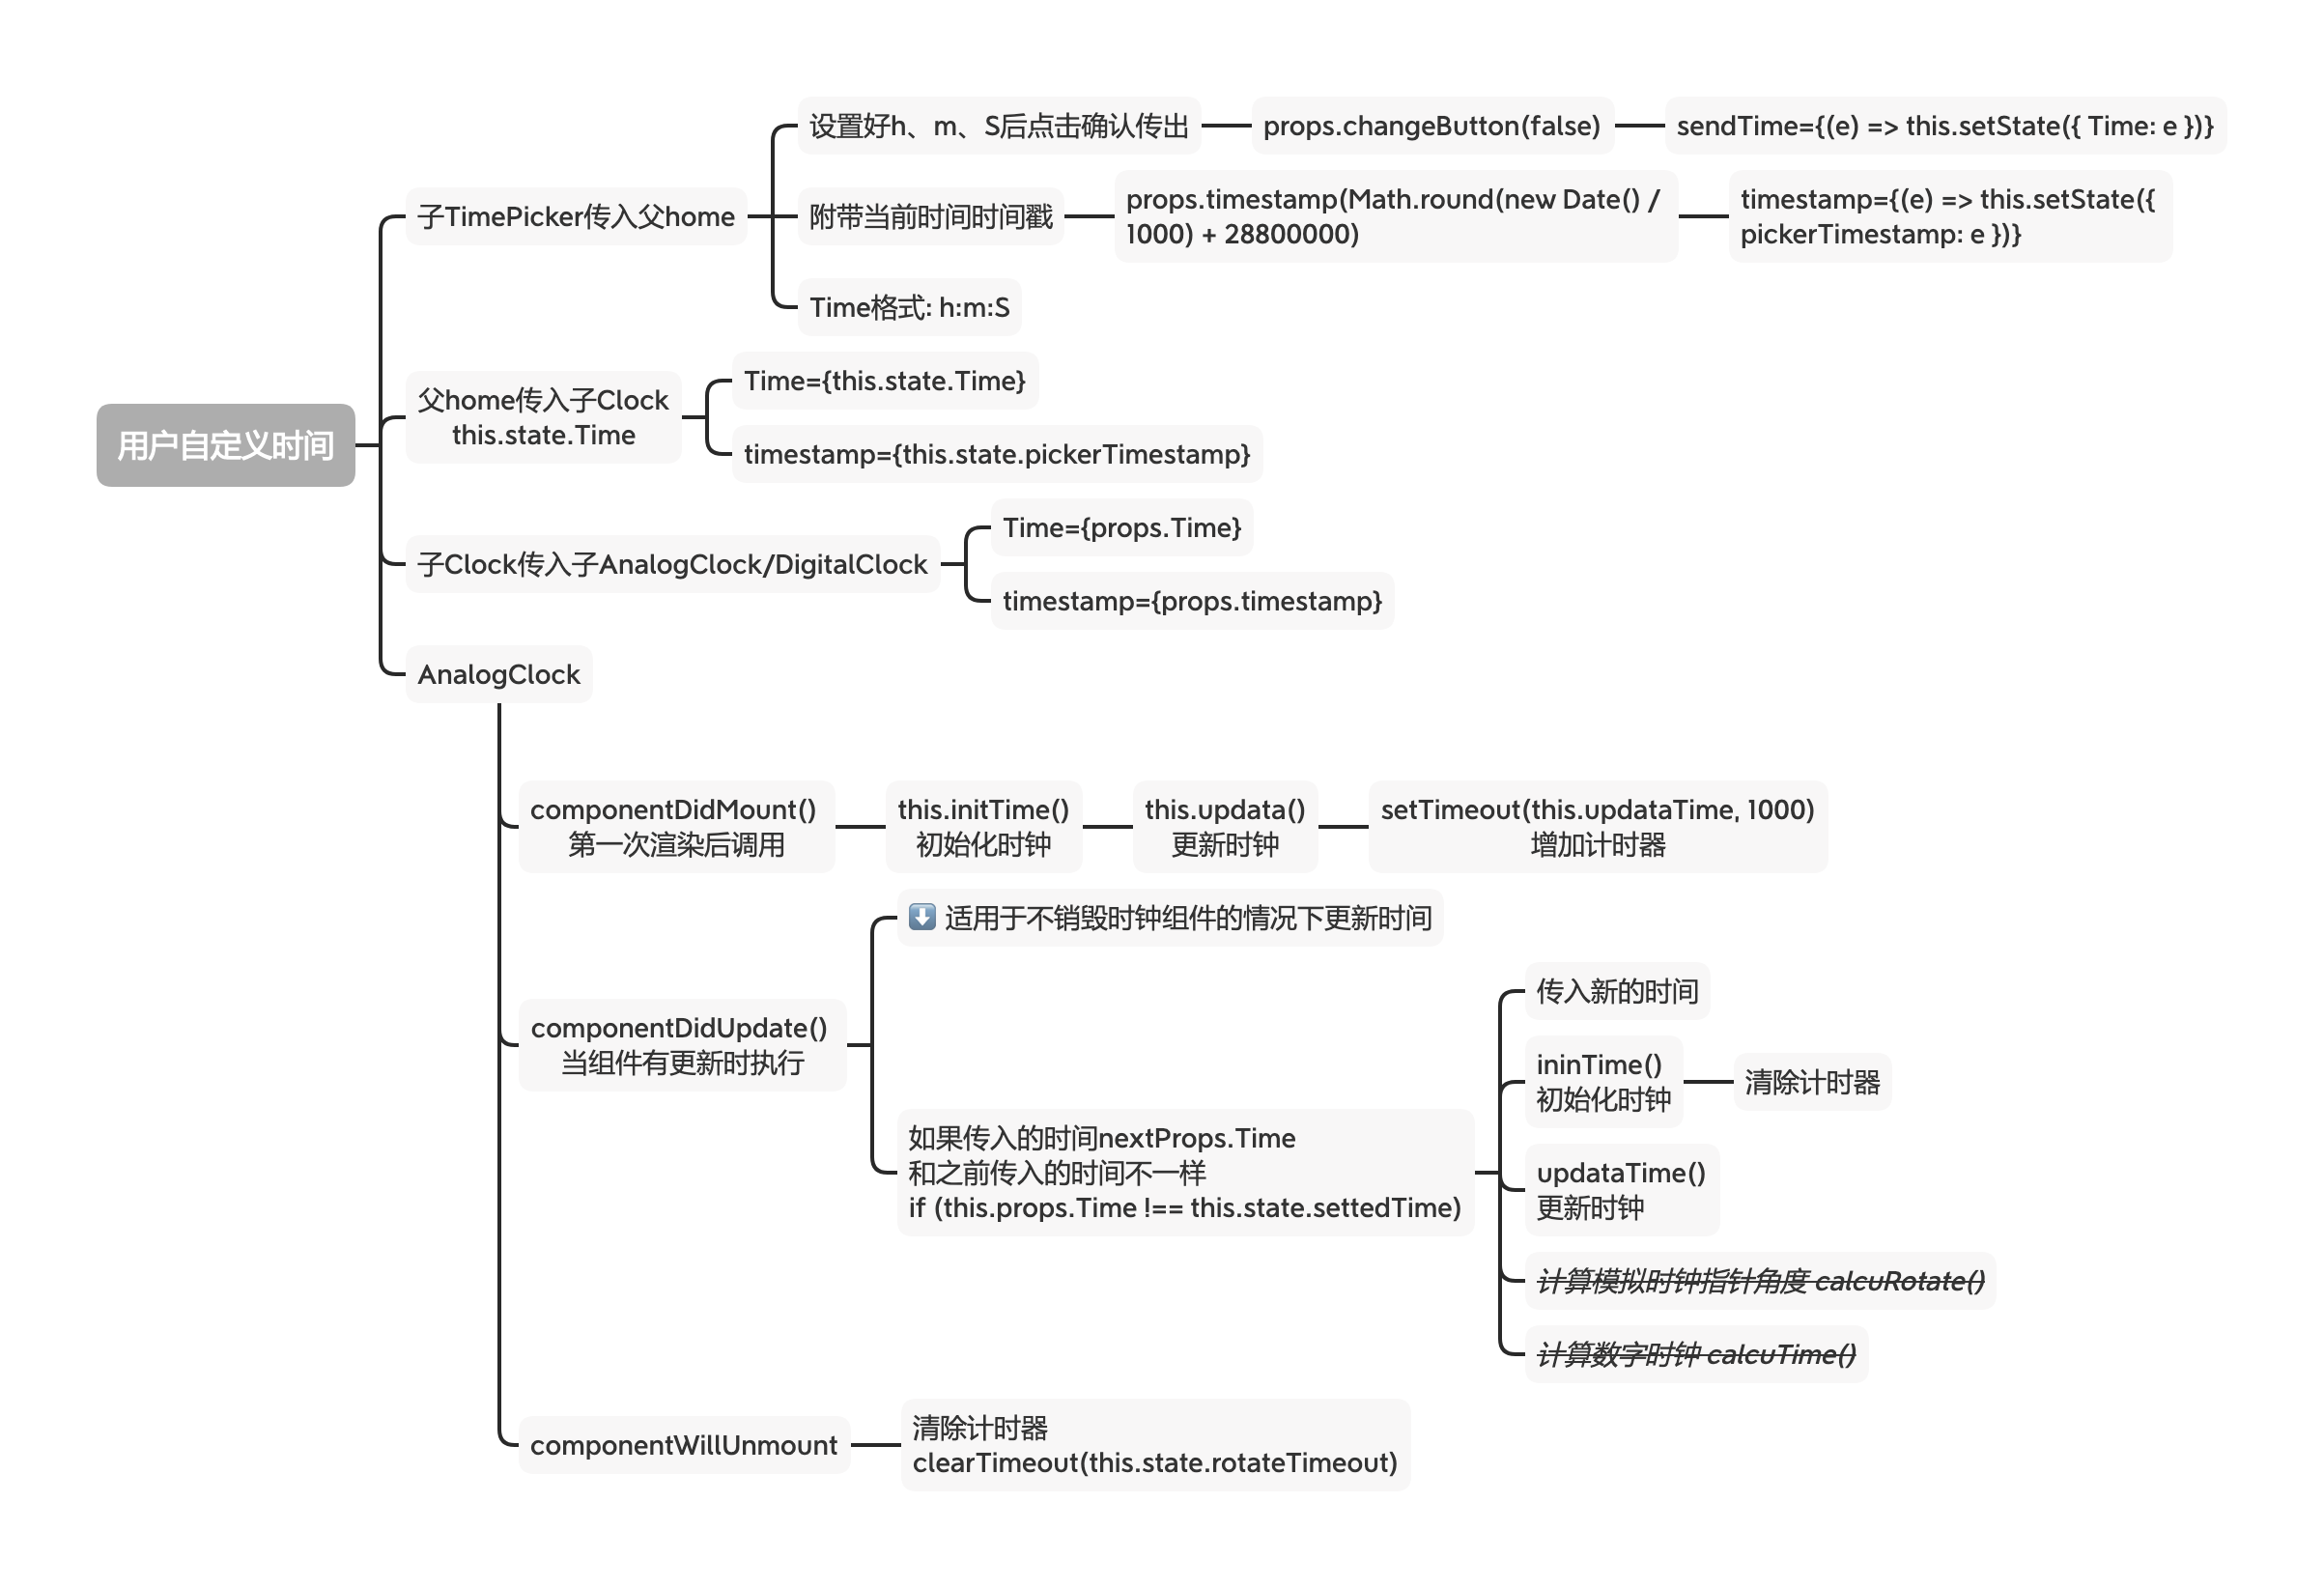 用户自定义时间
子TimePicker传入父home
设置好h、m、S后点击确认传出
props.changeButton(false)
sendTime={(e) => this.setState({ Time: e })}
附带当前时间时间戳
props.timestamp(Math.round(new Date() /
1000) + 28800000)
timestamp={(e) => this.setState({
pickerTimestamp: e })}
Time格式: h:m:S
父home传入子Clock
this.state.Time
Time={this.state.Time}
timestamp={this.state.pickerTimestamp}
子Clock传入子AnalogClock/DigitalClock
Time={props.Time}
timestamp={props.timestamp}
AnalogClock
componentDidMount()
第一次渲染后调用
this.initTime()
初始化时钟
this.updata()
更新时钟
setTimeout(this.updataTime, 1000)
增加计时器
componentDidUpdate()
当组件有更新时执行
⬇️ 适用于不销毁时钟组件的情况下更新时间
如果传入的时间nextProps.Time
和之前传入的时间不一样
if (this.props.Time !== this.state.settedTime)
传入新的时间
ininTime()
初始化时钟
清除计时器
updataTime()
更新时钟
计算模拟时钟指针角度 calcuRotate()
计算数字时钟 calcuTime()
componentWillUnmount
清除计时器
clearTimeout(this.state.rotateTimeout)